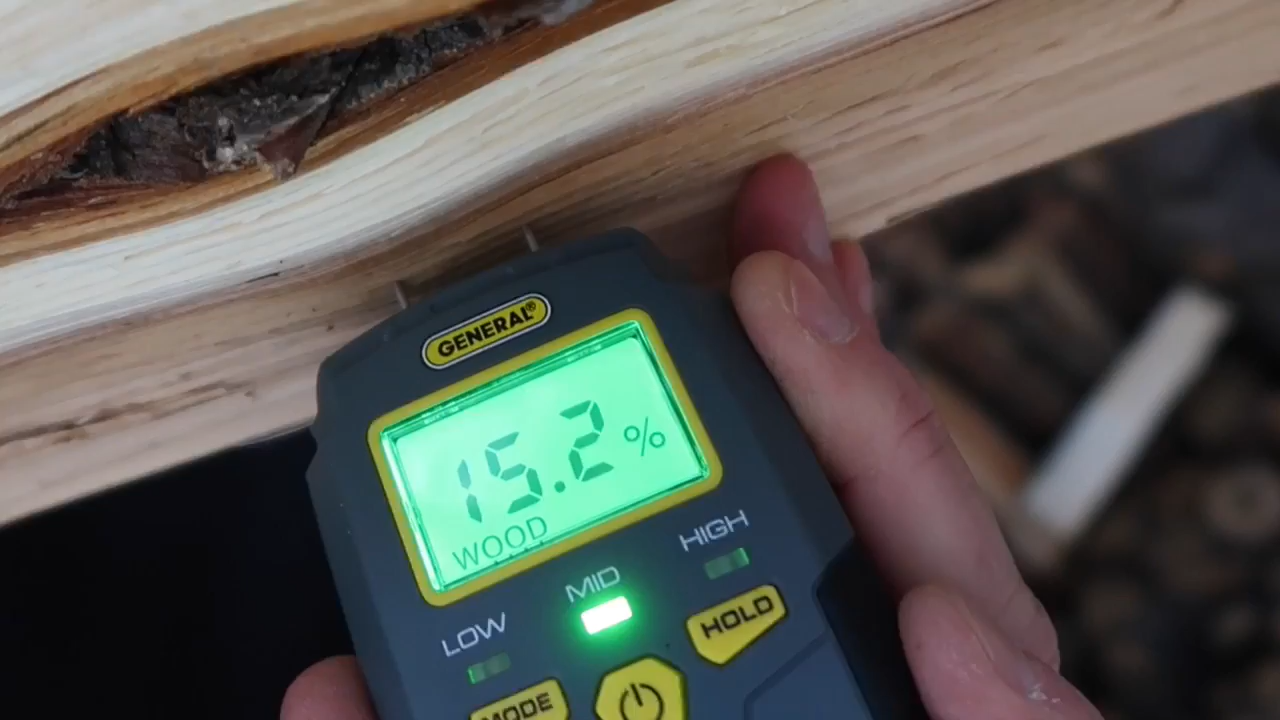 GENERAL®
15.2%
WOOD
LOW MID HIGH
MODE HOLD